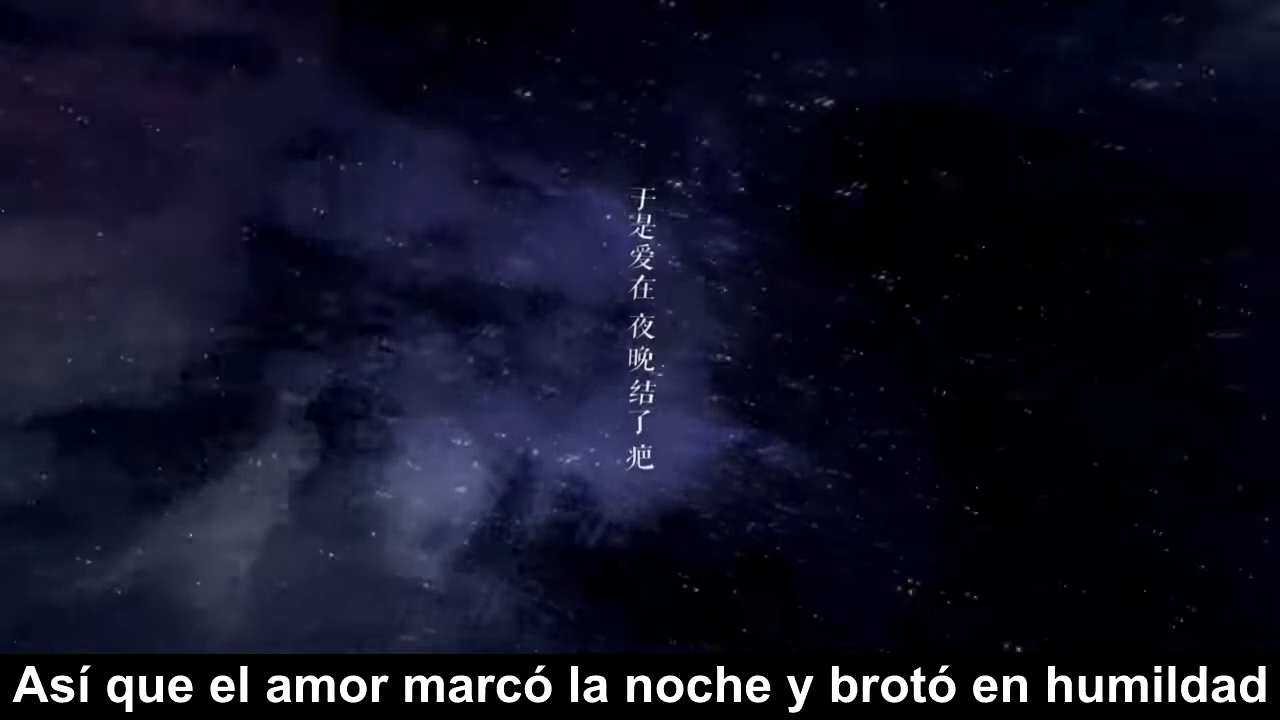 于是爱在 夜晚结了 疤
Así que el amor marcó la noche y brotó en humildad